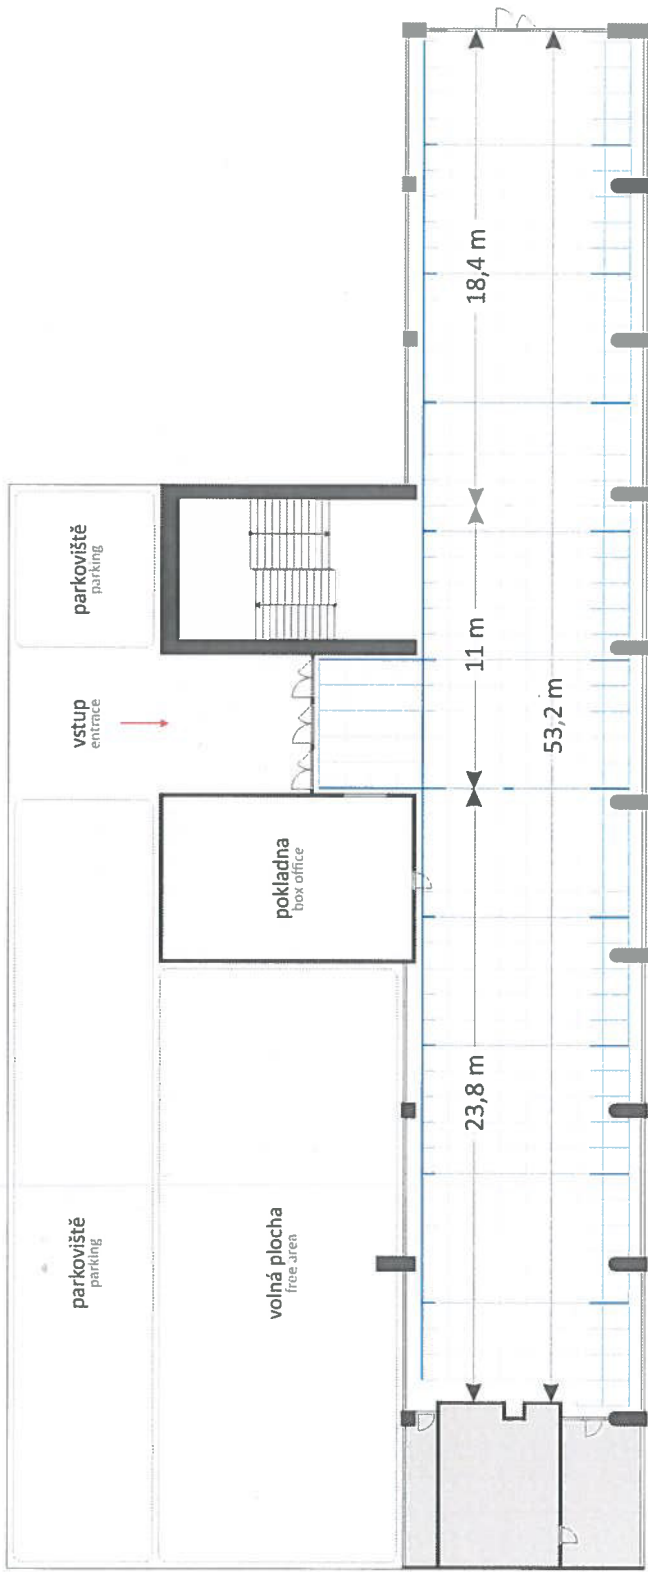 18,4 m
parkoviště
parking
vstup
entrace
11 m
53,2 m
pokladna
box office
23,8 m
parkoviště
parking
volná plocha
free area